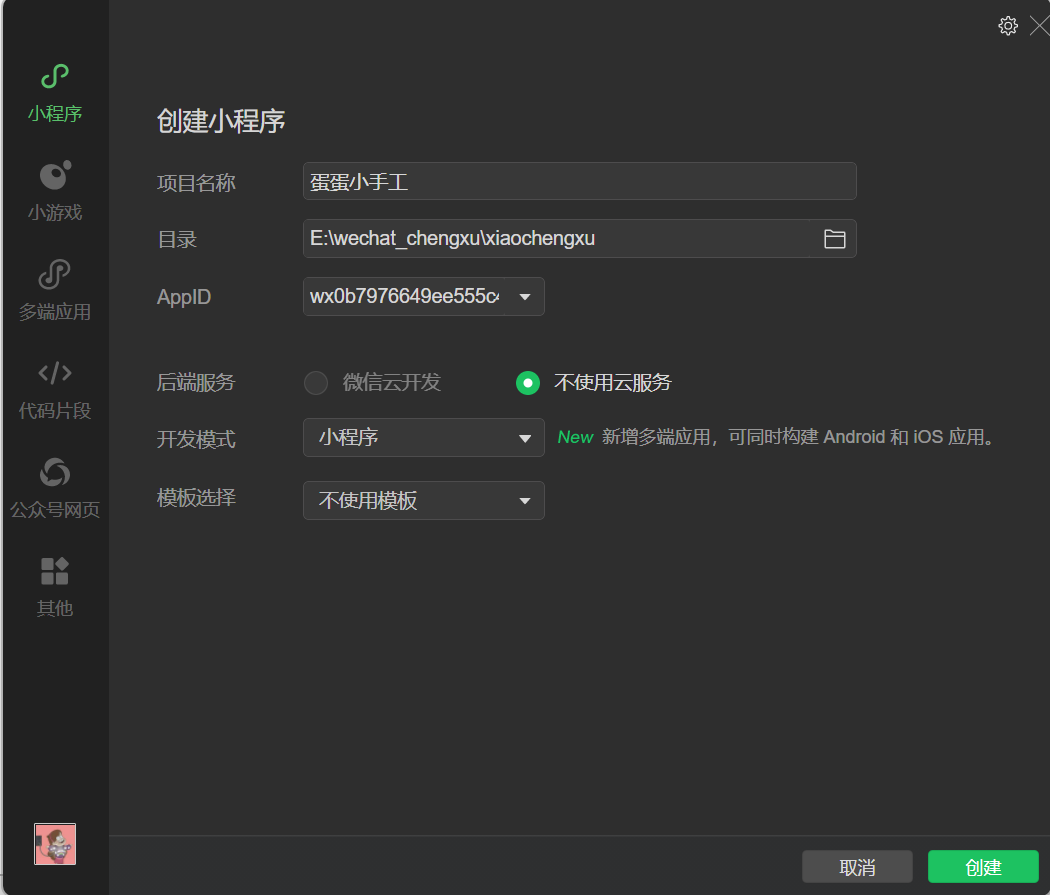 小程序
小游戏
多端应用
代码片段
公众号网页
其他
创建小程序
项目名称 蛋蛋小手工
目录 E:\wechat_chengxu\xiaochengxu
AppID wx0b7976649ee555c4
后端服务 微信云开发 不使用云服务
开发模式 小程序 New 新增多端应用，可同时构建 Android 和 iOS 应用。
模板选择 不使用模板
取消 创建